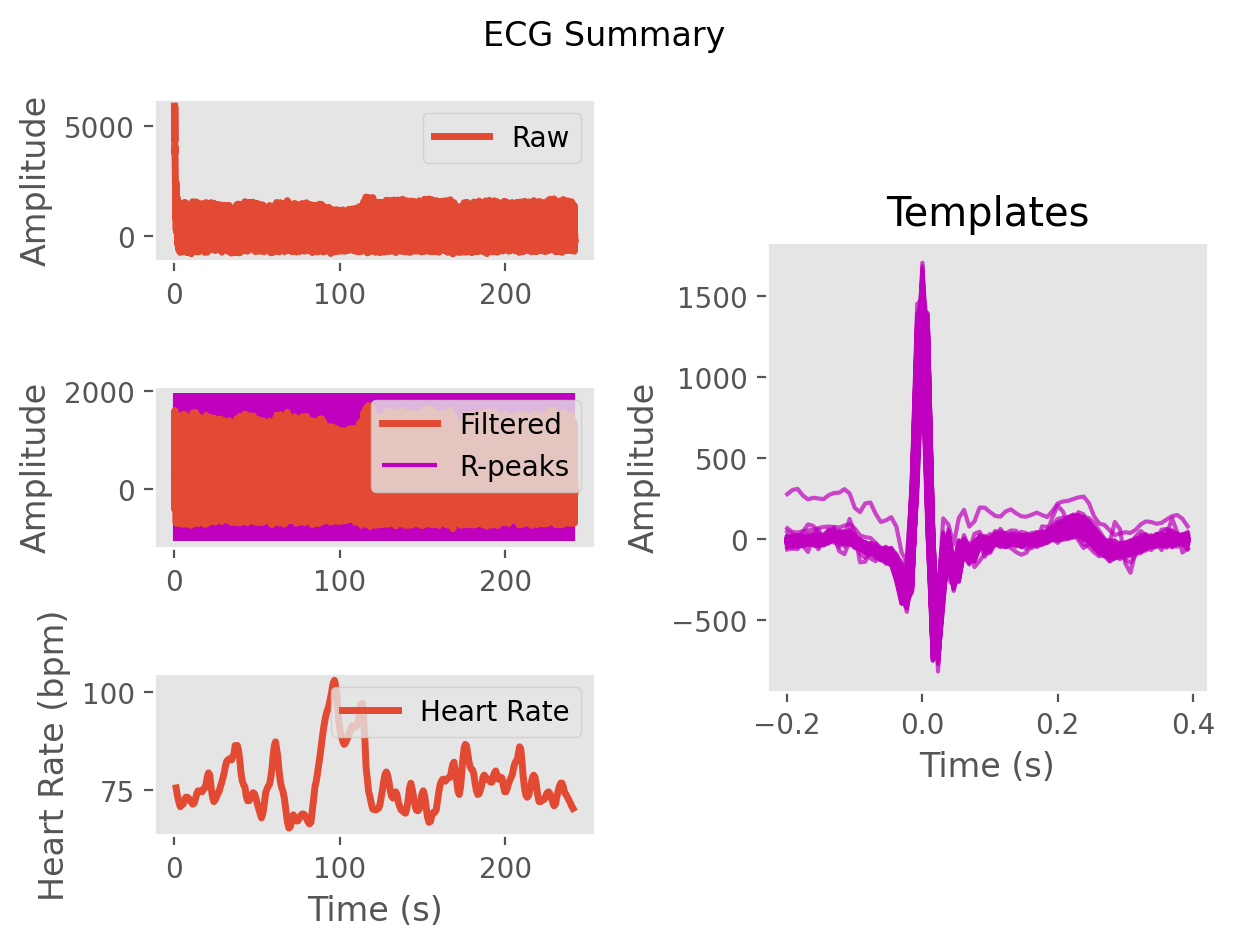 ECG Summary
Amplitude
5000
0
Raw
0
100
200
Amplitude
2000
0
Filtered
R-peaks
0
100
200
Heart Rate (bpm)
100
75
Heart Rate
0
100
200
Time (s)
Templates
Amplitude
1500
1000
500
0
−500
−0.2
0.0
0.2
0.4
Time (s)